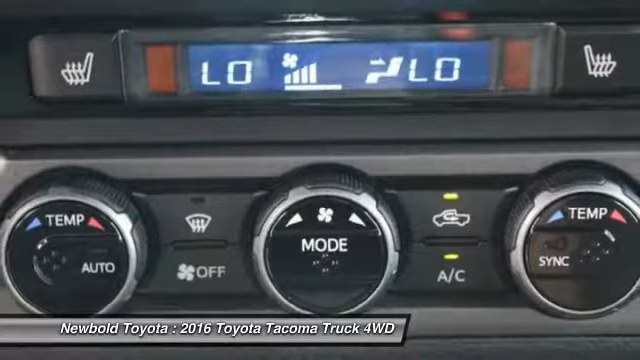 LO LO
TEMP MODE TEMP
AUTO OFF A/C SYNC
Newbold Toyota : 2016 Toyota Tacoma Truck 4WD